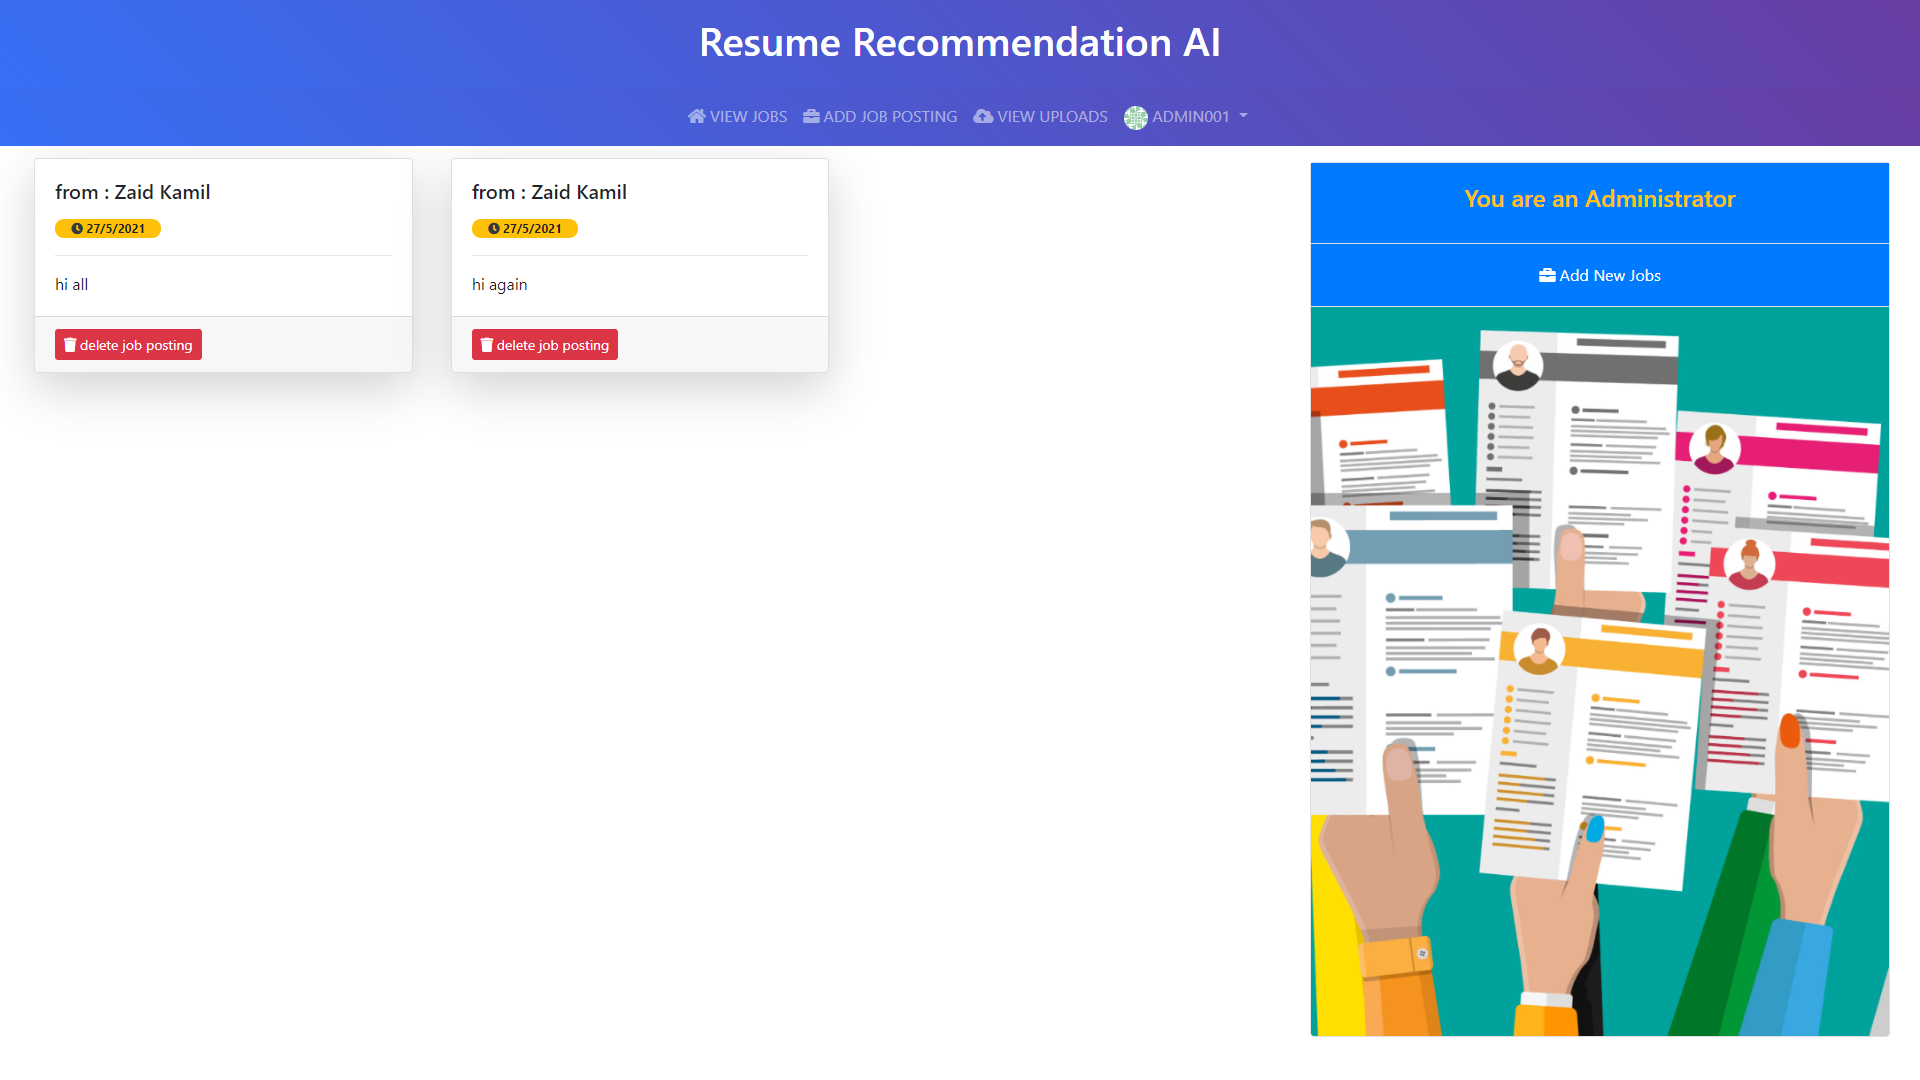 Resume Recommendation AI
VIEW JOBS ADD JOB POSTING VIEW UPLOADS ADMIN001
from : Zaid Kamil
27/5/2021
hi all
delete job posting
from : Zaid Kamil
27/5/2021
hi again
delete job posting
You are an Administrator
Add New Jobs